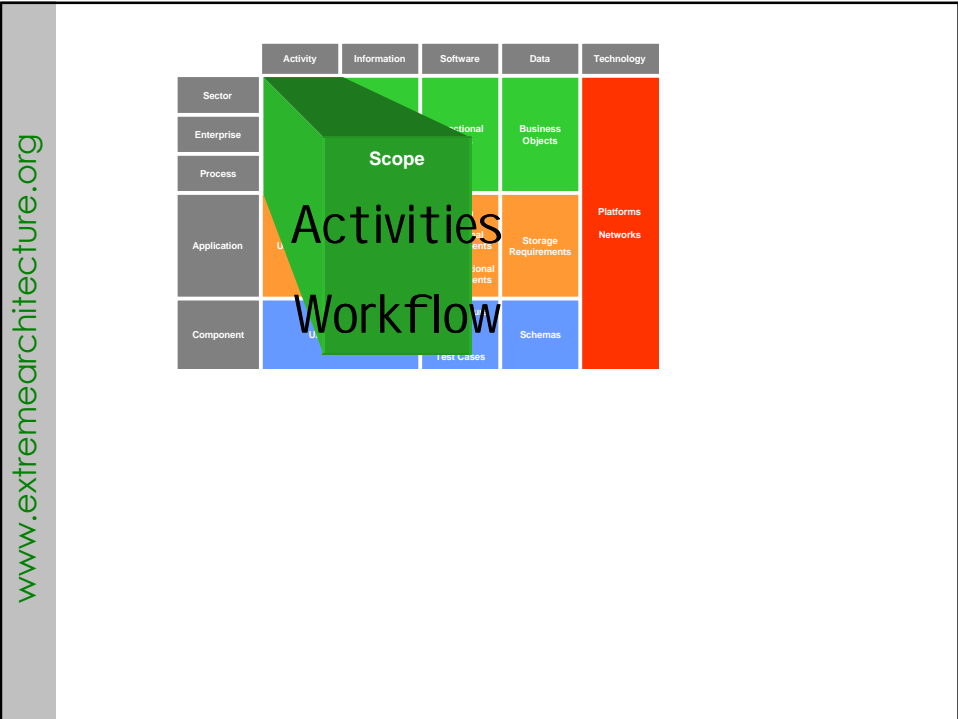 www.extremearchitecture.org
Activity Information Software Data Technology
Sector
Enterprise
Process
Application
Component
Scope
Activities
Workflow
Business
Objects
Storage
Requirements
Schemas
Test Cases
Platforms
Networks